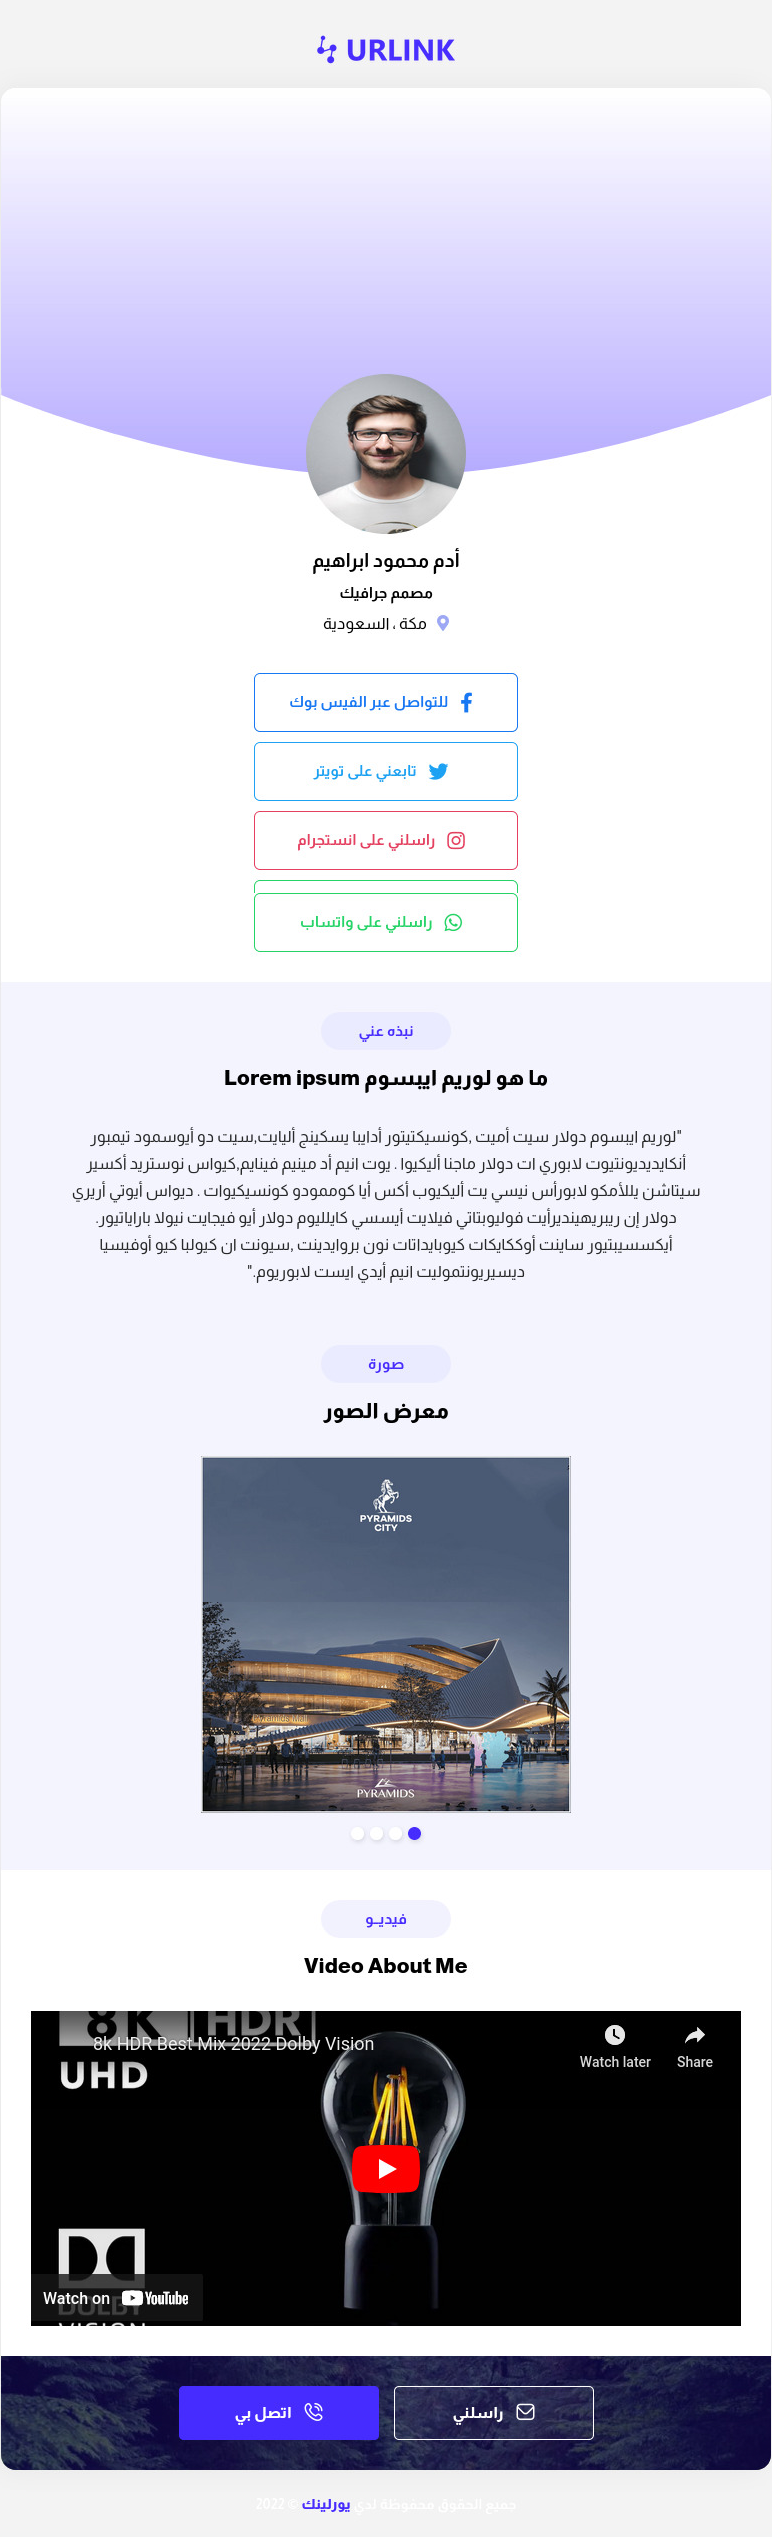 URLINK
أدم محمود ابراهيم
مصمم جرافيك
مكة ، السعودية
للتواصل عبر الفيس بوك
تابعني على تويتر
راسلني على انستجرام
راسلني على واتساب
نبذه عني
ما هو لوريم ايبسوم Lorem ipsum
"لوريم ايبسوم دولار سيت أميت ,كونسيكتيتور أدايبا يسكينج أليايت,سيت دو أيوسمود تيمبور
أنكايديديونتيوت لابوري ات دولار ماجنا أليكيوا . يوت انيم أد مينيم فينايم,كيواس نوستريد أكسير
سيتاشن يللأمكو لابورأس نيسي يت أليكيوب أكس أيا كوممودو كونسيكيوات . ديواس أيوتي أريري
دولار إن ريبريهينديرأيت فوليوبتاتي فيلايت أيسسي كايلليوم دولار أيو فيجايت نيولا باراياتيور.
أيكسسيبتيور ساينت أوككايكات كيوبايداتات نون بروايدينت ,سيونت ان كيولبا كيو أوفيسيا
ديسيريونتموليت انيم أيدي ايست لابوريوم."
صورة
معرض الصور
PYRAMIDS
CITY
Pyramids Mall
PYRAMIDS
فيديــو
Video About Me
8K HDR
8k HDR Best Mix 2022 Dolby Vision
Watch later
Share
UHD
DOLBY
VISION
Watch on YouTube
راسلني
اتصل بي
جميع الحقوق محفوظة لدي يورلينك © 2022